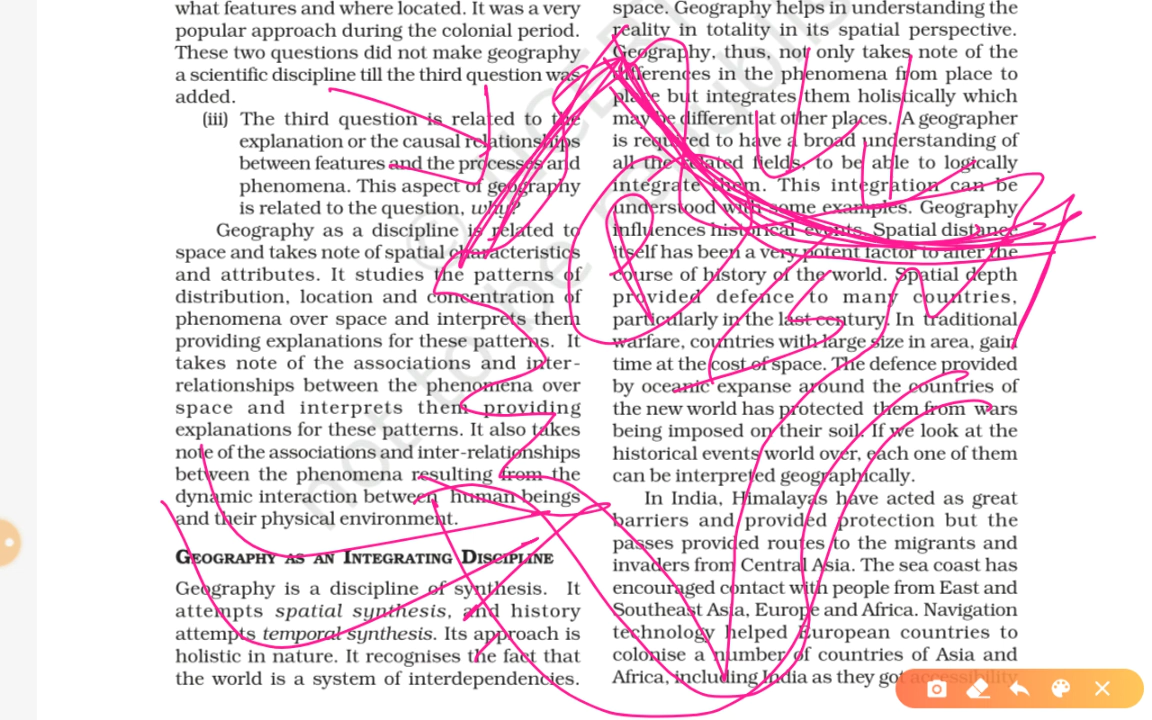 what features and where located. It was a very
popular approach during the colonial period.
These two questions did not make geography
a scientific discipline till the third question was
added.
(iii) The third question is related to the
explanation or the causal relationships
between features and the processes and
phenomena. This aspect of geography
is related to the question, why?
Geography as a discipline is related to
space and takes note of spatial characteristics
and attributes. It studies the patterns of
distribution, location and concentration of
phenomena over space and interprets them
providing explanations for these patterns. It
takes note of the associations and inter-
relationships between the phenomena over
space and interprets them providing
explanations for these patterns. It also takes
note of the associations and inter-relationships
between the phenomena resulting from the
dynamic interaction between human beings
and their physical environment.
GEOGRAPHY AS AN INTEGRATING DISCIPLINE
Geography is a discipline of synthesis. It
attempts spatial synthesis, and history
attempts temporal synthesis. Its approach is
holistic in nature. It recognises the fact that
the world is a system of interdependencies.
space. Geography helps in understanding the
reality in totality in its spatial perspective.
Geography, thus, not only takes note of the
differences in the phenomena from place to
place but integrates them holistically which
may be different at other places. A geographer
is required to have a broad understanding of
all the related fields, to be able to logically
integrate them. This integration can be
understood with some examples. Geography
influences historical events. Spatial distance
itself has been a very potent factor to alter the
course of history of the world. Spatial depth
provided defence to many countries,
particularly in the last century. In traditional
warfare, countries with large size in area, gain
time at the cost of space. The defence provided
by oceanic expanse around the countries of
the new world has protected them from wars
being imposed on their soil. If we look at the
historical events world over, each one of them
can be interpreted geographically.
In India, Himalayas have acted as great
barriers and provided protection but the
passes provided routes to the migrants and
invaders from Central Asia. The sea coast has
encouraged contact with people from East and
Southeast Asia, Europe and Africa. Navigation
technology helped European countries to
colonise a number of countries of Asia and
Africa, including India as they got accessibility